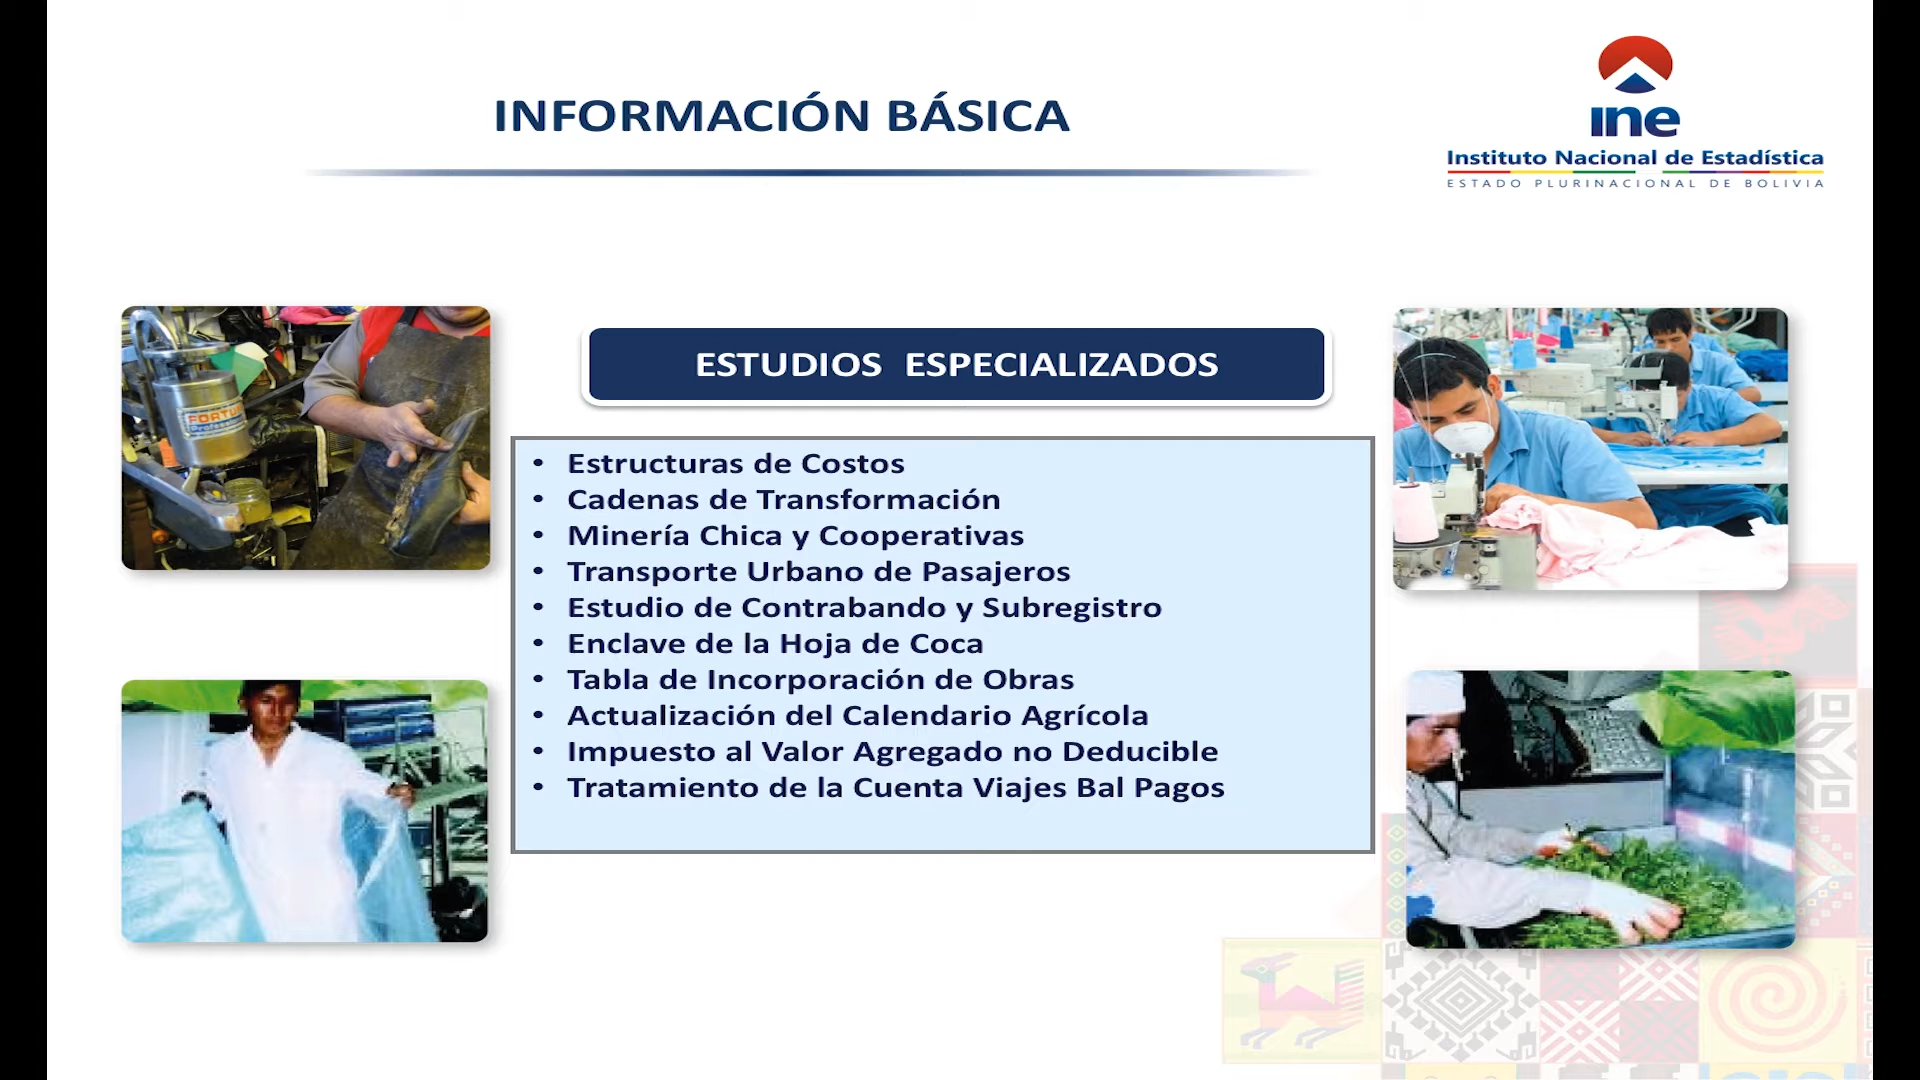 INFORMACIÓN BÁSICA
ine
Instituto Nacional de Estadística
ESTADO PLURINACIONAL DE BOLIVIA
ESTUDIOS ESPECIALIZADOS
• Estructuras de Costos
• Cadenas de Transformación
• Minería Chica y Cooperativas
• Transporte Urbano de Pasajeros
• Estudio de Contrabando y Subregistro
• Enclave de la Hoja de Coca
• Tabla de Incorporación de Obras
• Actualización del Calendario Agrícola
• Impuesto al Valor Agregado no Deducible
• Tratamiento de la Cuenta Viajes Bal Pagos